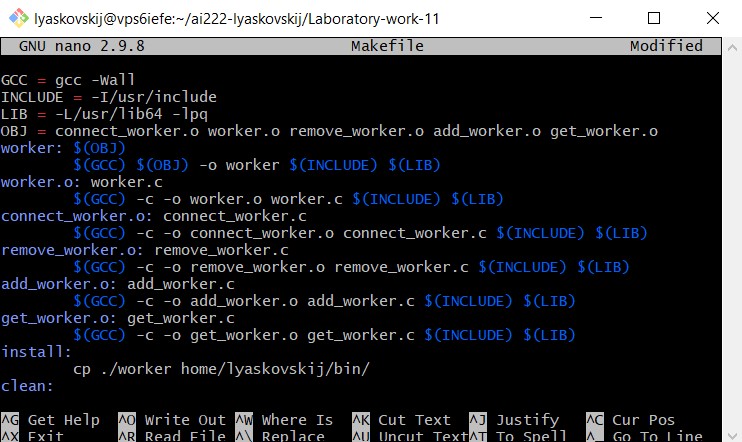 lyaskovskij@vps6iefe:~/ai222-lyaskovskij/Laboratory-work-11
GNU nano 2.9.8 Makefile Modified
GCC = gcc -Wall
INCLUDE = -I/usr/include
LIB = -L/usr/lib64 -lpq
OBJ = connect_worker.o worker.o remove_worker.o add_worker.o get_worker.o
worker: $(OBJ)
$(GCC) $(OBJ) -o worker $(INCLUDE) $(LIB)
worker.o: worker.c
$(GCC) -c -o worker.o worker.c $(INCLUDE) $(LIB)
connect_worker.o: connect_worker.c
$(GCC) -c -o connect_worker.o connect_worker.c $(INCLUDE) $(LIB)
remove_worker.o: remove_worker.c
$(GCC) -c -o remove_worker.o remove_worker.c $(INCLUDE) $(LIB)
add_worker.o: add_worker.c
$(GCC) -c -o add_worker.o add_worker.c $(INCLUDE) $(LIB)
get_worker.o: get_worker.c
$(GCC) -c -o get_worker.o get_worker.c $(INCLUDE) $(LIB)
install:
cp ./worker home/lyaskovskij/bin/
clean:
^G Get Help ^O Write Out ^W Where Is ^K Cut Text ^J Justify ^C Cur Pos
^X Exit ^R Read File ^\ Replace ^U Uncut Text ^T To Spell ^_ Go To Line